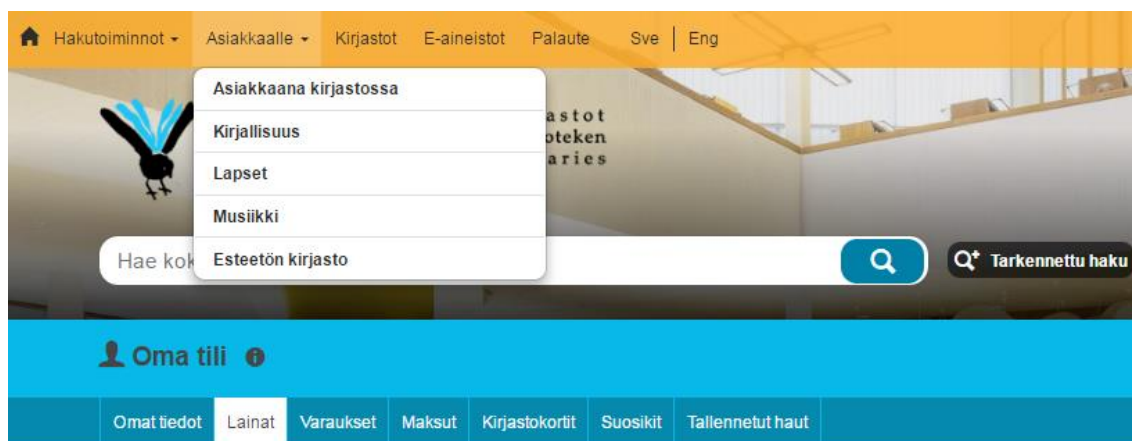 Hakutoiminnot Asiakkaalle Kirjastot E-aineistot Palaute Sve | Eng
Asiakkaana kirjastossa
Kirjallisuus
Lapset
Musiikki
Esteetön kirjasto
Hae Tarkennettu haku
Oma tili
Omat tiedot Lainat Varaukset Maksut Kirjastokortit Suosikit Tallennetut haut